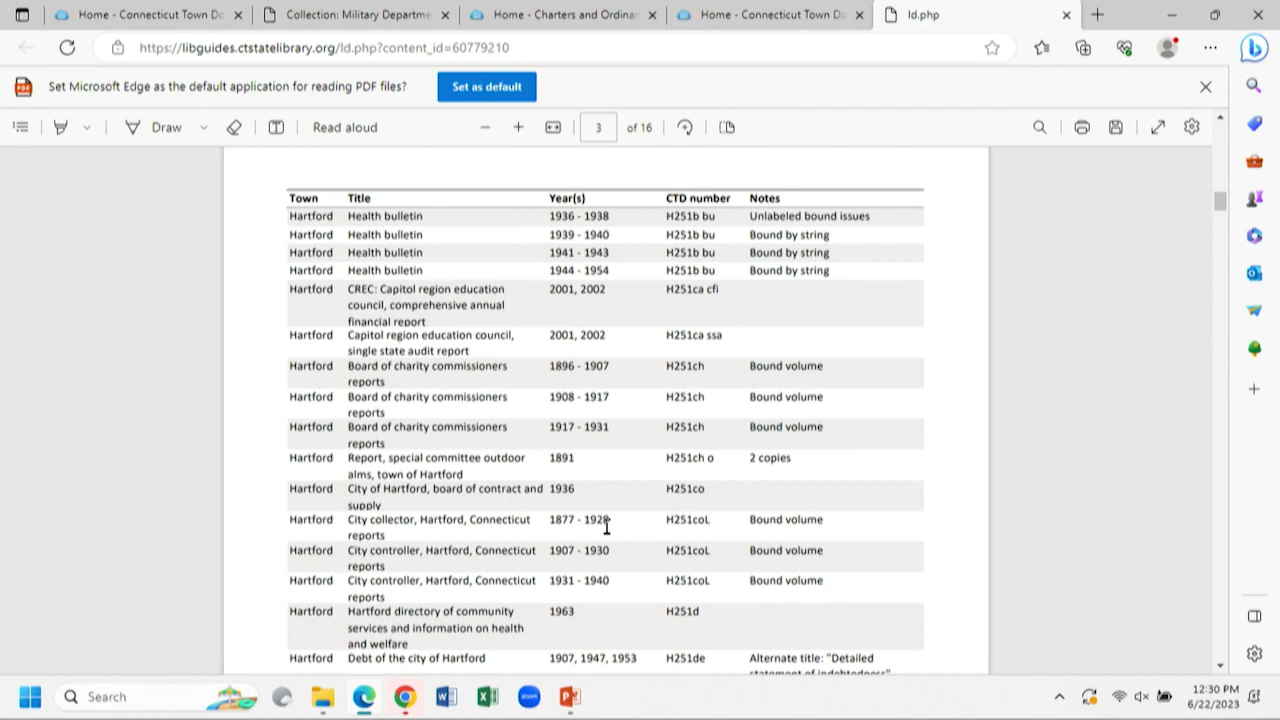 Home - Connecticut Town Do
Collection: Military Departme
Home - Charters and Ordinan
Home - Connecticut Town Do
ld.php
https://libguides.ctstatelibrary.org/ld.php?content_id=60779210
Set Microsoft Edge as the default application for reading PDF files?
Set as default
Draw
Read aloud
3
of 16
Town Title Year(s) CTD number Notes
Hartford Health bulletin 1936 - 1938 H251b bu Unlabeled bound issues
Hartford Health bulletin 1939 - 1940 H251b bu Bound by string
Hartford Health bulletin 1941 - 1943 H251b bu Bound by string
Hartford Health bulletin 1944 - 1954 H251b bu Bound by string
Hartford CREC: Capitol region education 2001, 2002 H251ca cfi
council, comprehensive annual
financial report
Hartford Capitol region education council, 2001, 2002 H251ca ssa
single state audit report
Hartford Board of charity commissioners 1896 - 1907 H251ch Bound volume
reports
Hartford Board of charity commissioners 1908 - 1917 H251ch Bound volume
reports
Hartford Board of charity commissioners 1917 - 1931 H251ch Bound volume
reports
Hartford Report, special committee outdoor 1891 H251ch o 2 copies
alms, town of Hartford
Hartford City of Hartford, board of contract and 1936 H251co
supply
Hartford City collector, Hartford, Connecticut 1877 - 1928 H251coL Bound volume
reports
Hartford City controller, Hartford, Connecticut 1907 - 1930 H251coL Bound volume
reports
Hartford City controller, Hartford, Connecticut 1931 - 1940 H251coL Bound volume
reports
Hartford Hartford directory of community 1963 H251d
services and information on health
and welfare
Hartford Debt of the city of Hartford 1907, 1947, 1953 H251de Alternate title: "Detailed
statement of indebtedness"
Search
12:30 PM
6/22/2023